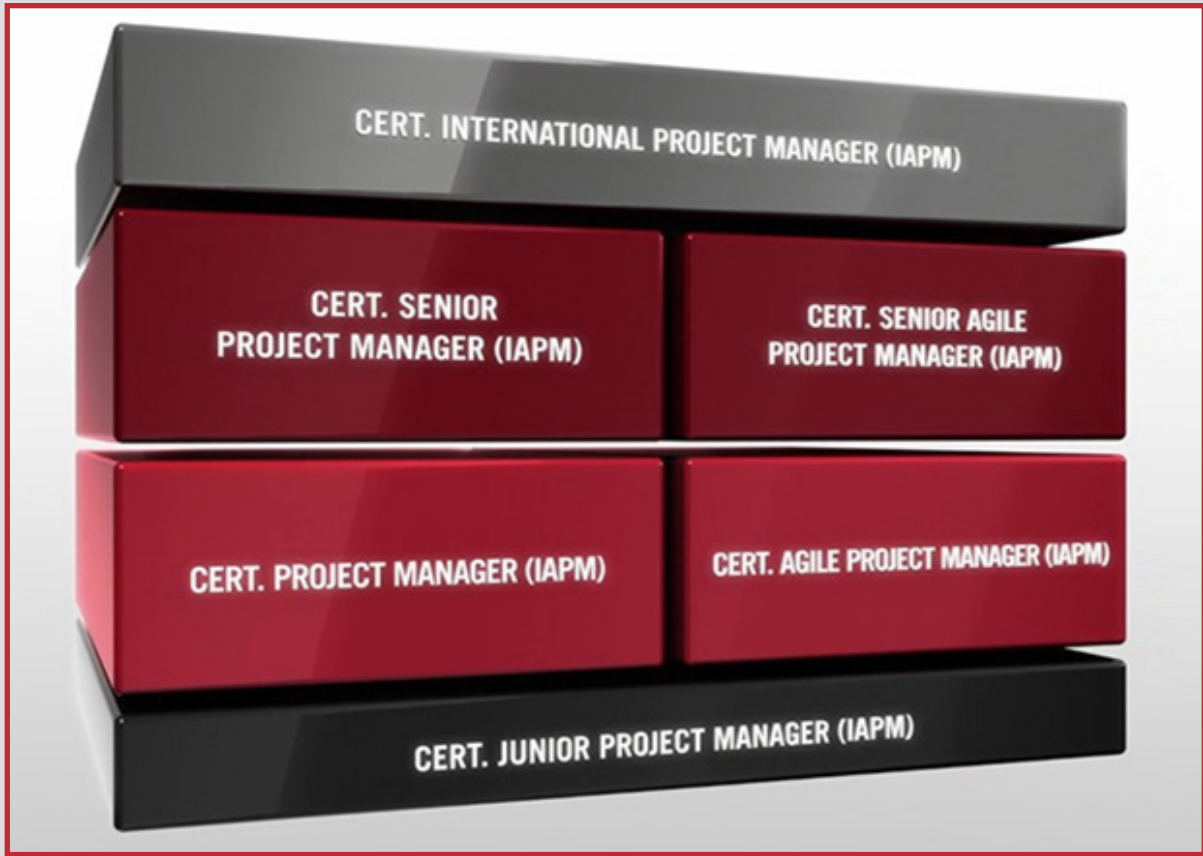 CERT. INTERNATIONAL PROJECT MANAGER (IAPM)
CERT. SENIOR
PROJECT MANAGER (IAPM)
CERT. SENIOR AGILE
PROJECT MANAGER (IAPM)
CERT. PROJECT MANAGER (IAPM)
CERT. AGILE PROJECT MANAGER (IAPM)
CERT. JUNIOR PROJECT MANAGER (IAPM)